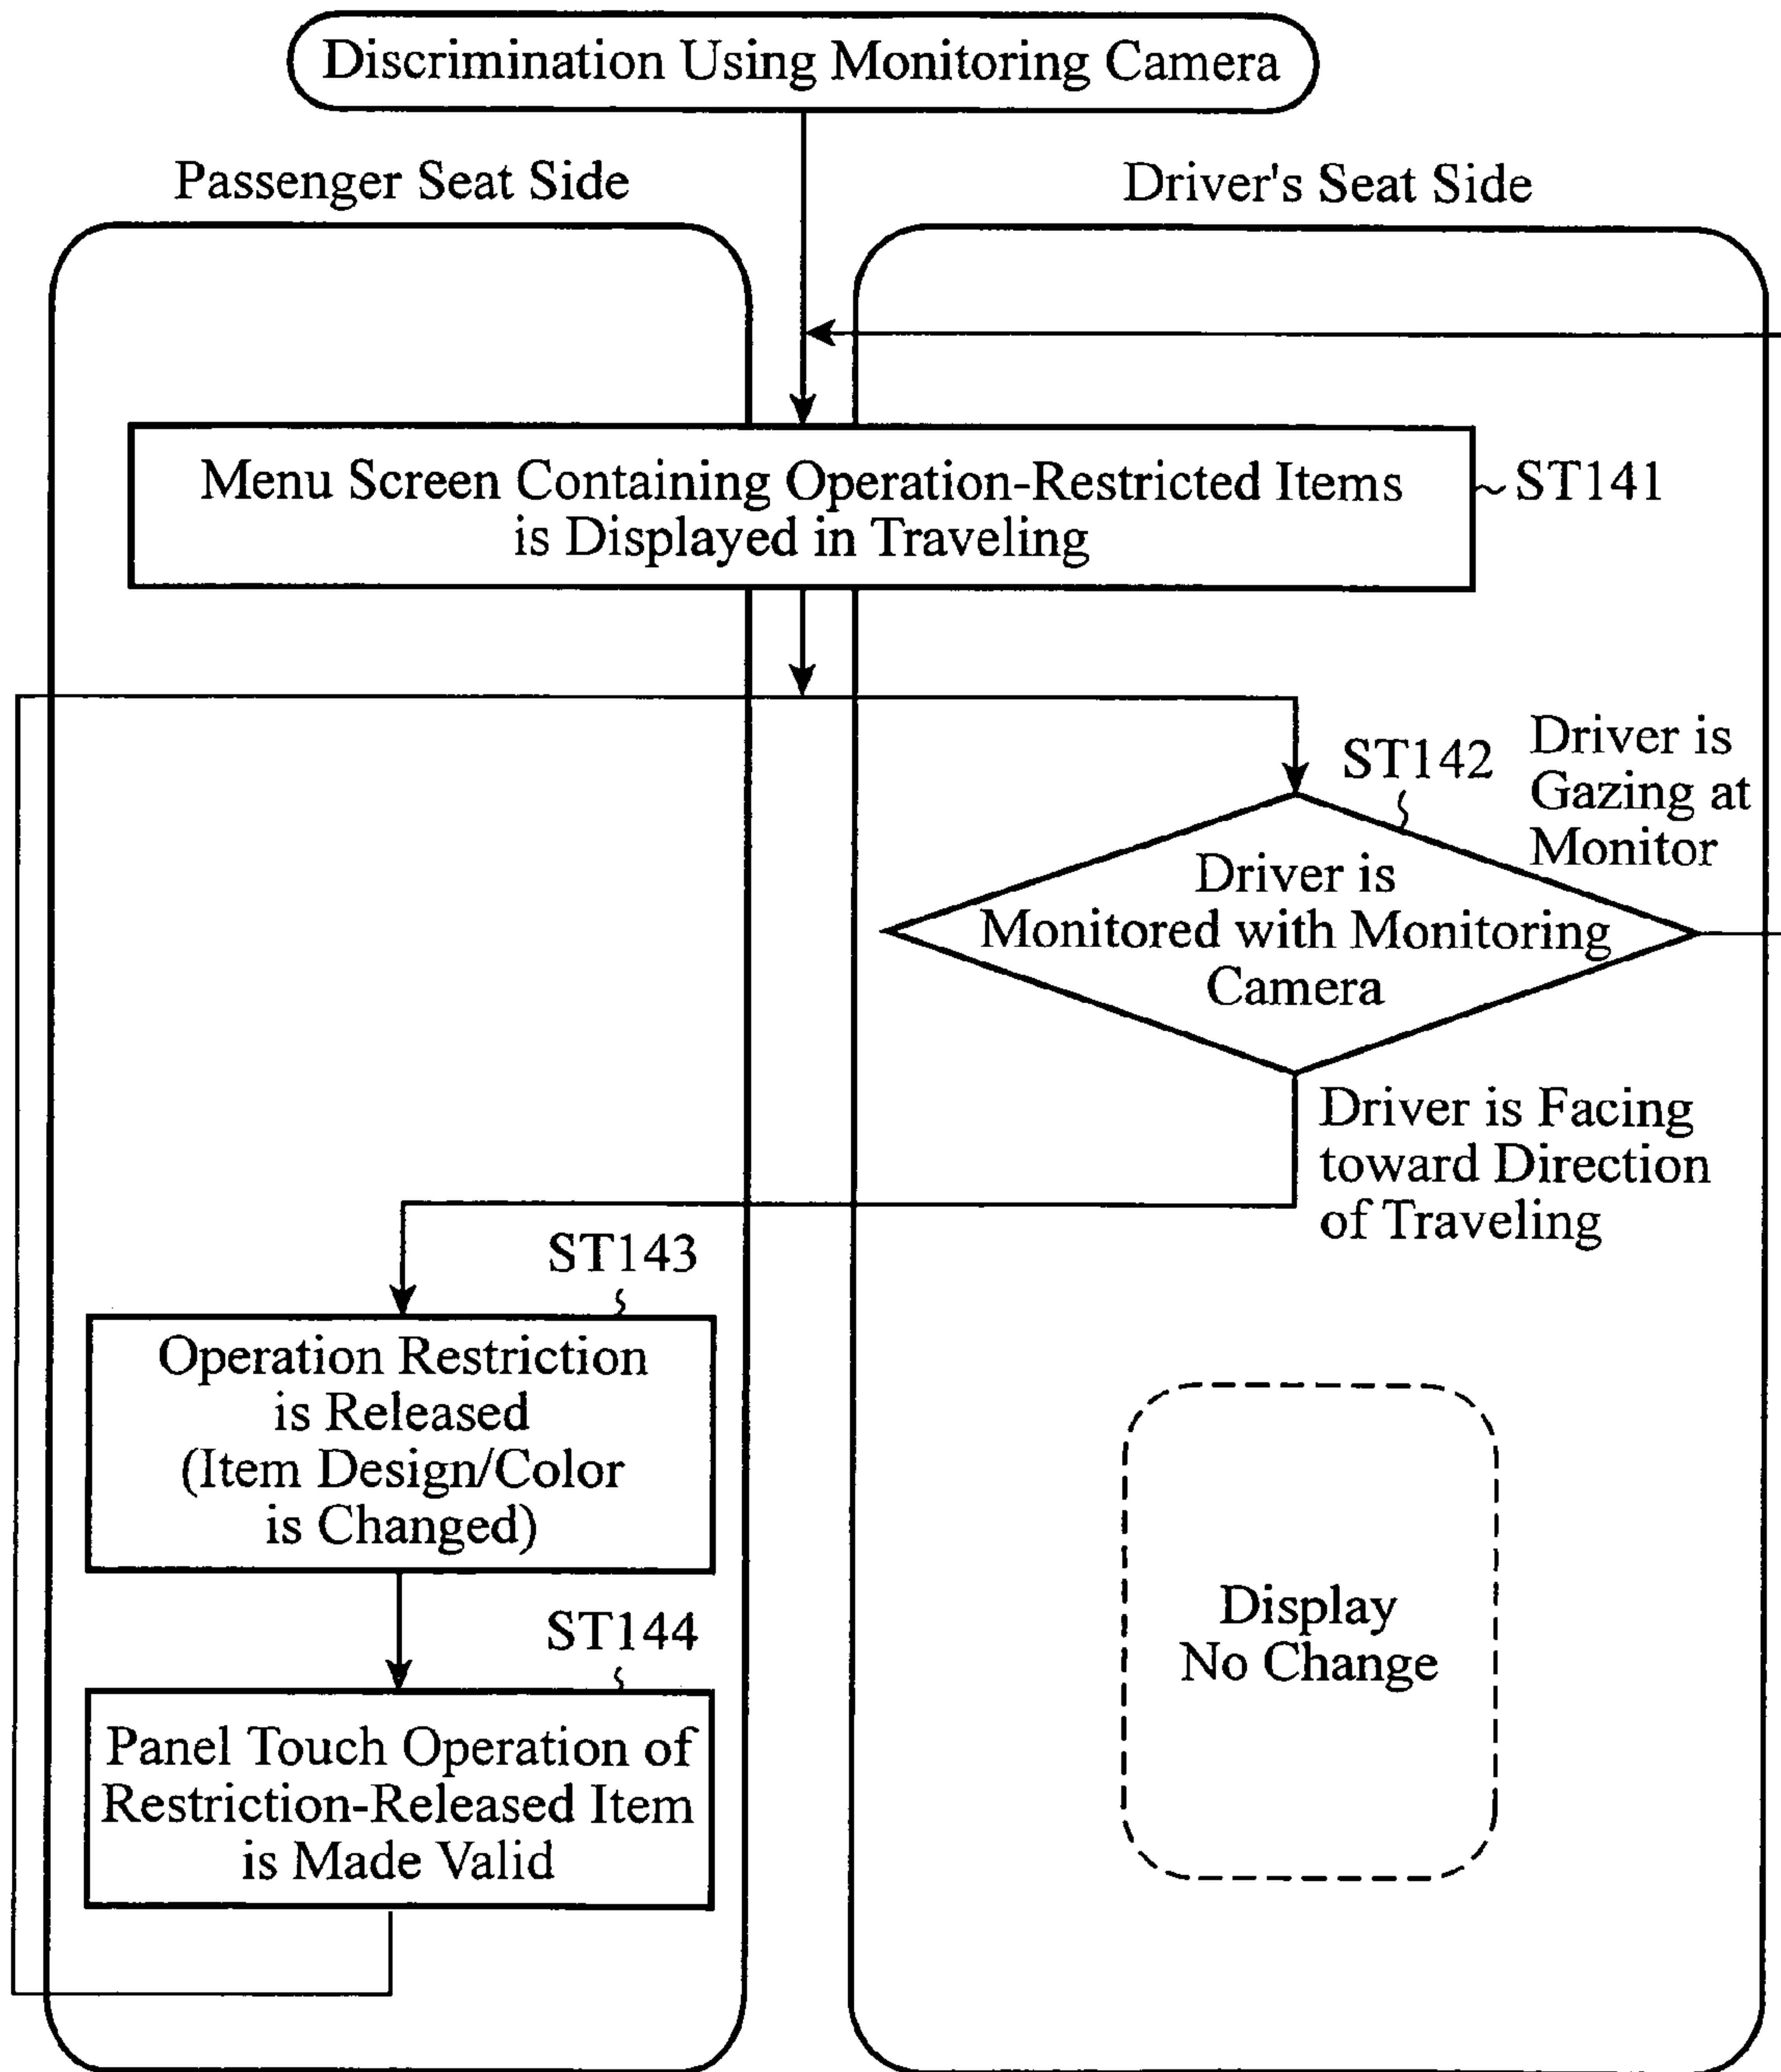 Discrimination Using Monitoring Camera
Passenger Seat Side
Driver's Seat Side
Menu Screen Containing Operation-Restricted Items
is Displayed in Traveling
ST141
ST142
Driver is
Gazing at
Monitor
Driver is
Monitored with Monitoring
Camera
Driver is Facing
toward Direction
of Traveling
ST143
Operation Restriction
is Released
(Item Design/Color
is Changed)
ST144
Panel Touch Operation of
Restriction-Released Item
is Made Valid
Display
No Change